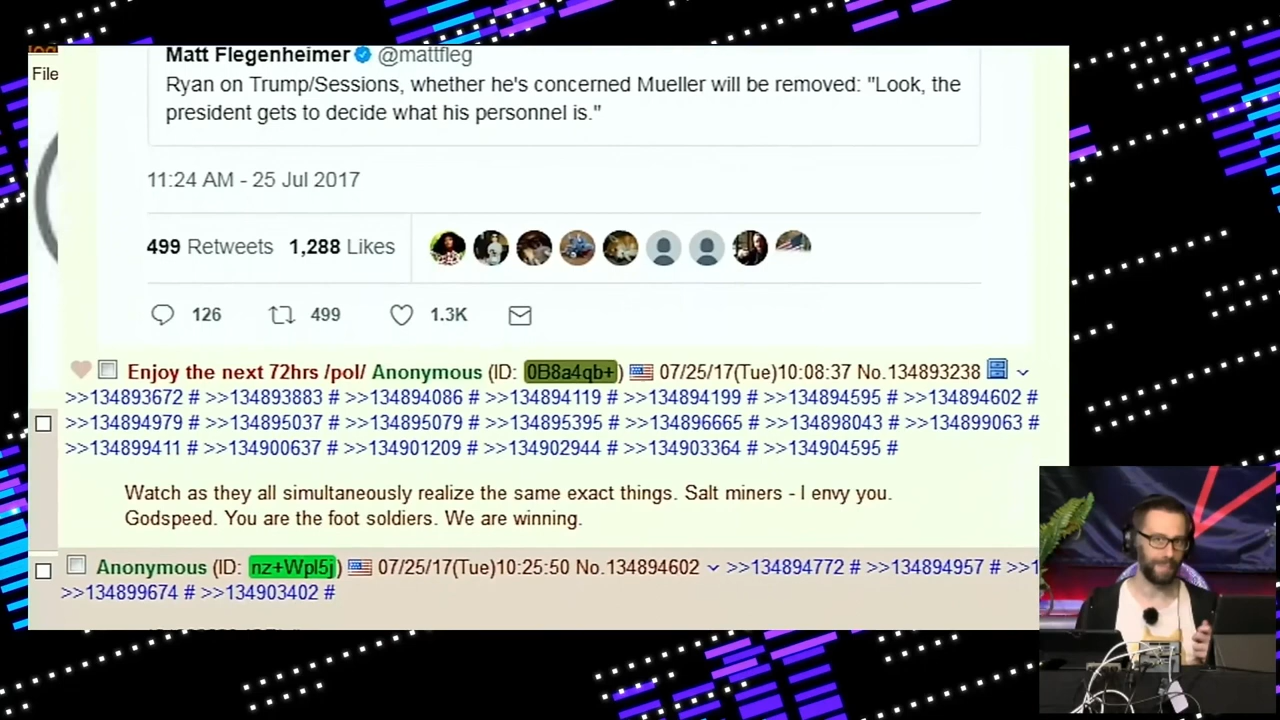 Matt Flegenheimer @mattfleg
File
Ryan on Trump/Sessions, whether he's concerned Mueller will be removed: "Look, the
president gets to decide what his personnel is."
11:24 AM - 25 Jul 2017
499 Retweets 1,288 Likes
126 499 1.3K
Enjoy the next 72hrs /pol/ Anonymous (ID: 0B8a4qb+) 07/25/17(Tue)10:08:37 No.134893238
>>134893672 # >>134893883 # >>134894086 # >>134894119 # >>134894199 # >>134894595 # >>134894602 #
>>134894979 # >>134895037 # >>134895079 # >>134895395 # >>134896665 # >>134898043 # >>134899063 #
>>134899411 # >>134900637 # >>134901209 # >>134902944 # >>134903364 # >>134904595 #
Watch as they all simultaneously realize the same exact things. Salt miners - I envy you.
Godspeed. You are the foot soldiers. We are winning.
Anonymous (ID: nz+Wpl5j) 07/25/17(Tue)10:25:50 No.134894602 >>134894772 # >>134894957 # >>1
>>134899674 # >>134903402 #